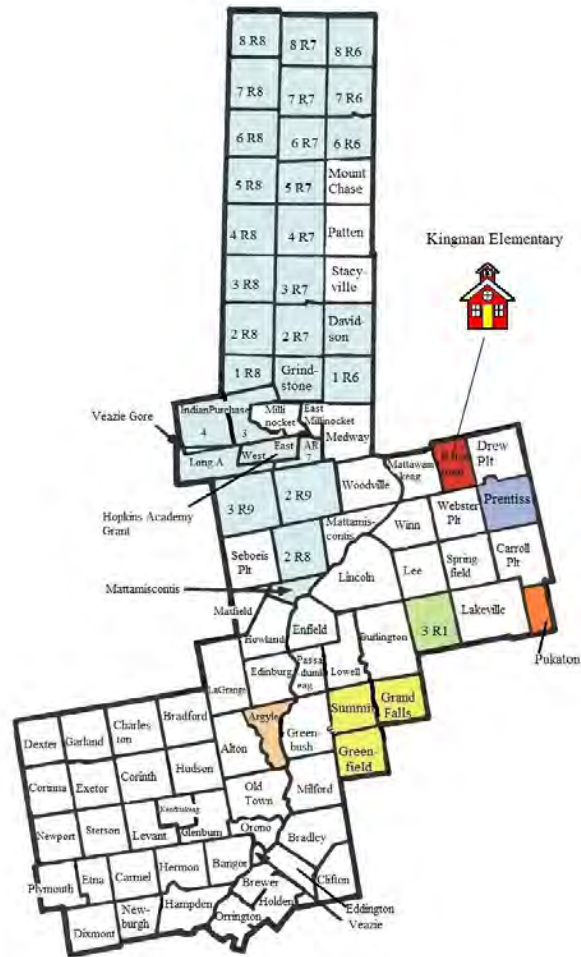 8 R8
8 R7
8 R6
7 R8
7 R7
7 R6
6 R8
6 R7
6 R6
5 R8
5 R7
Mount
Chase
4 R8
4 R7
Patten
Kingman Elementary
3 R8
3 R7
Stacy-
ville
2 R8
2 R7
David-
son
1 R8
Grind-
stone
1 R6
Veazie Gore
IndianPurchase
4
3
Milli
nocket
East
Millinocket
Medway
Long A
West
East
AR
7
Hopkins Academy
Grant
3 R9
2 R9
Woodville
Mattawam
keag
Drew
Plt
Prentiss
Webster
Plt
Winn
Mattamis-
contis
Seboeis
Plt
2 R8
Mattamiscontis
Lincoln
Lee
Spring-
field
Carroll
Plt
Maxfield
Howland
Enfield
Burlington
3 R1
Lakeville
Pukaton
Edinburg
Passa
dumk
eag
Lowell
LaGrange
Argyle
Summit
Grand
Falls
Green-
bush
Green-
field
Alton
Bradford
Charles
ton
Garland
Dexter
Corinna
Exeter
Corinth
Hudson
Old
Town
Milford
Newport
Sterson
Levant
Glenburn
Orono
Bradley
Plymouth
Etna
Carmel
Hermon
Bangor
Clifton
Eddington
Veazie
Brewer
Holden
Orrington
Hampden
New-
burgh
Dixmont